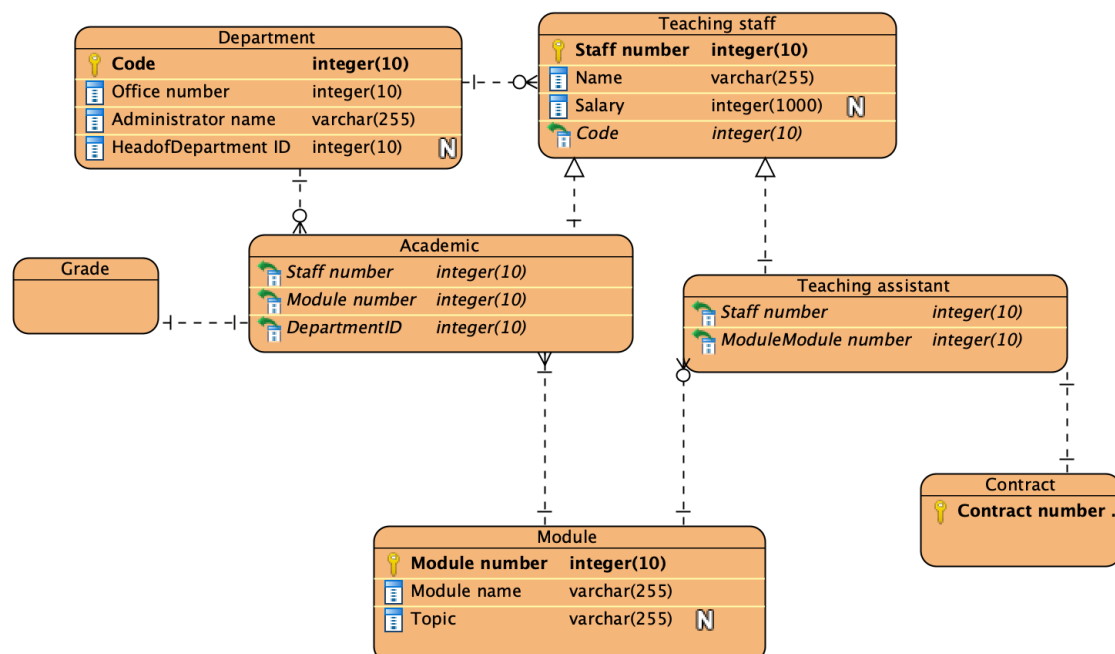 Department
Code integer(10)
Office number integer(10)
Administrator name varchar(255)
HeadofDepartment ID integer(10) N
Teaching staff
Staff number integer(10)
Name varchar(255)
Salary integer(1000) N
Code integer(10)
Grade
Academic
Staff number integer(10)
Module number integer(10)
DepartmentID integer(10)
Teaching assistant
Staff number integer(10)
ModuleModule number integer(10)
Contract
Contract number .
Module
Module number integer(10)
Module name varchar(255)
Topic varchar(255) N